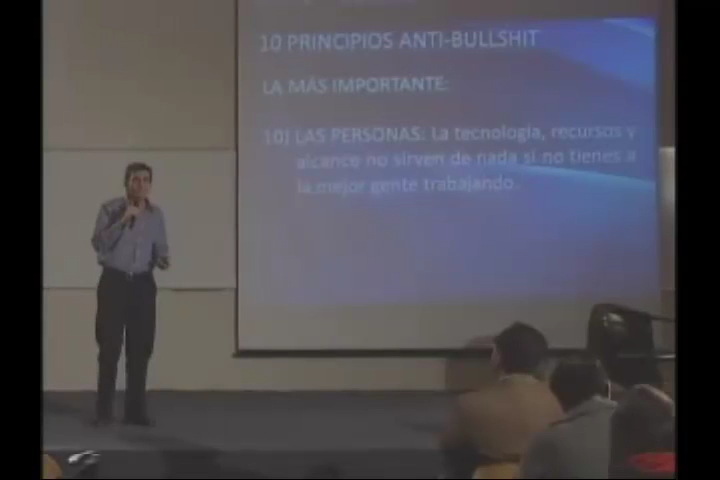 10 PRINCIPIOS ANTI-BULLSHIT
LA MÁS IMPORTANTE:
10) LAS PERSONAS: La tecnología, recursos y
alcance no sirven de nada si no tienes a
la mejor gente trabajando.